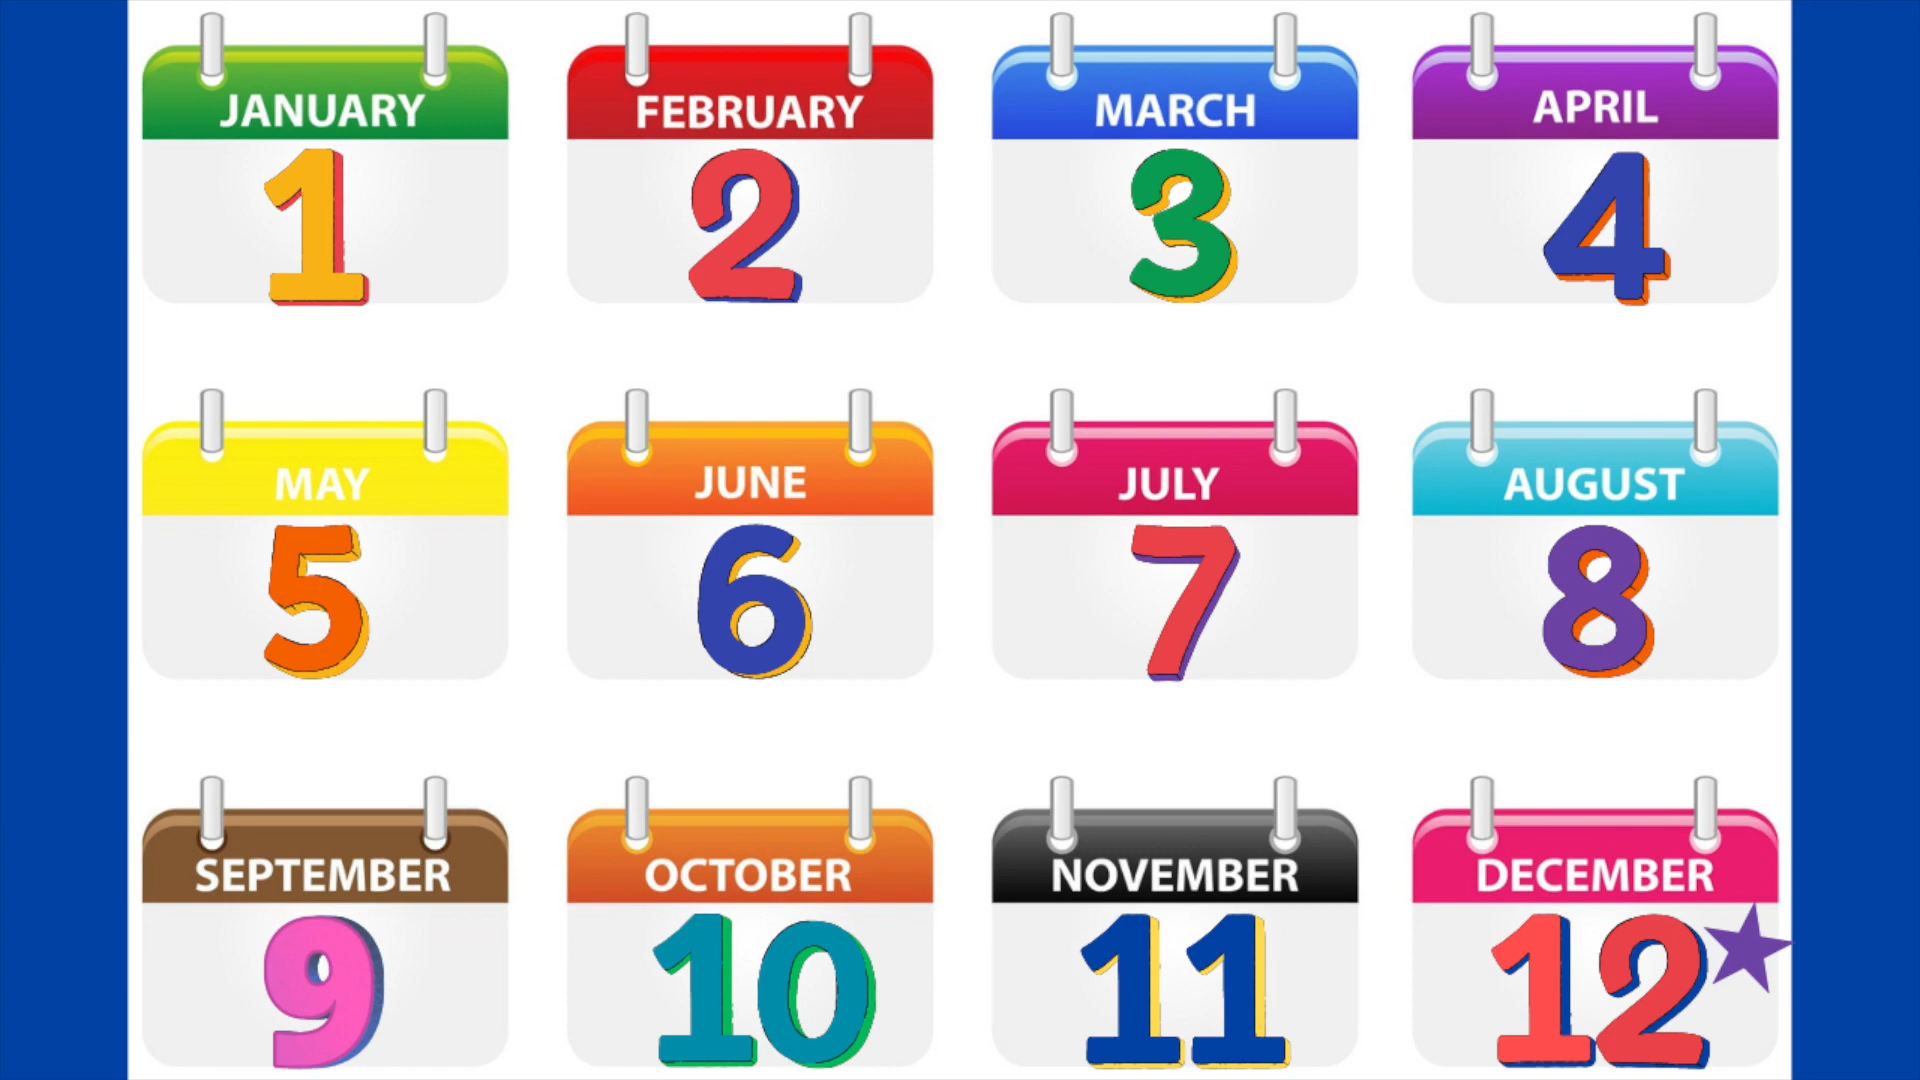 JANUARY FEBRUARY MARCH APRIL
1 2 3 4
MAY JUNE JULY AUGUST
5 6 7 8
SEPTEMBER OCTOBER NOVEMBER DECEMBER
9 10 11 12